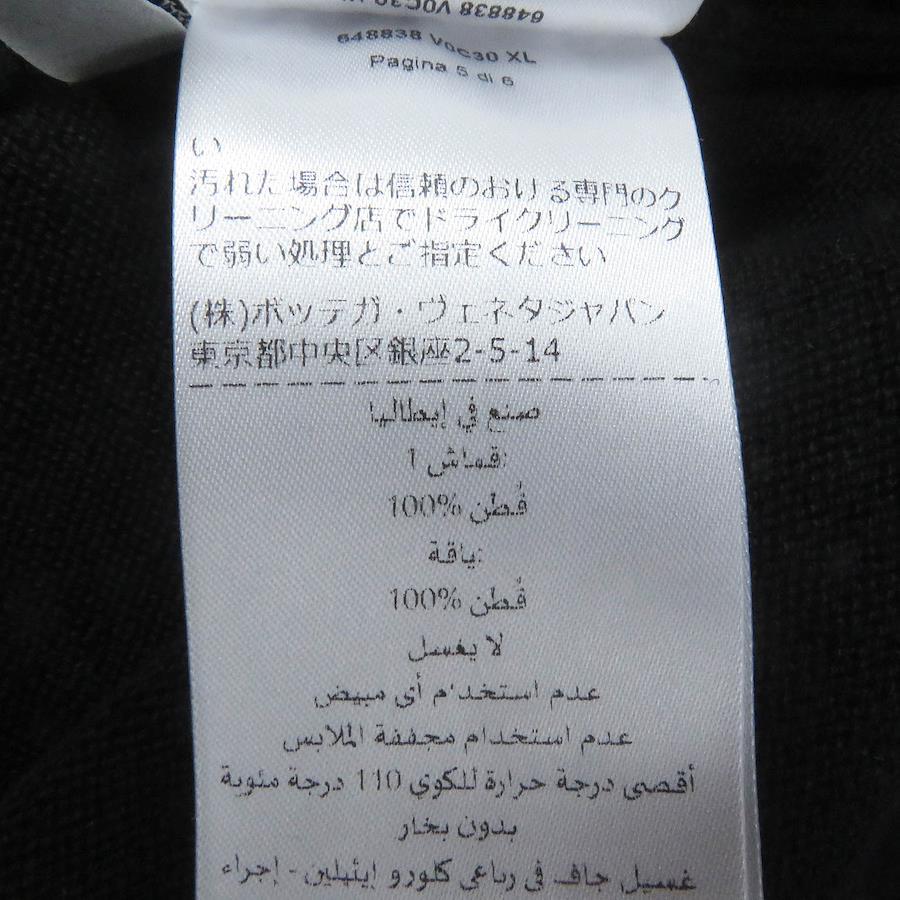 648838 V0C30
648838 V0C30 XL
Pagina 5 di 6
い
汚れた場合は信頼のおける専門のク
リーニング店でドライクリーニング
で弱い処理とご指定ください
(株)ボッテガ・ヴェネタジャパン
東京都中央区銀座2-5-14
صنع في إيطاليا
قماش 1:
100% قُطن
ياقة:
100% قُطن
لا يغسل
عدم استخدام أي مبيض
عدم استخدام مجففة الملابس
أقصى درجة حرارة للكوي 110 درجة مئوية
بدون بخار
غسيل جاف في رباعي كلورو إيثيلين - إجراء